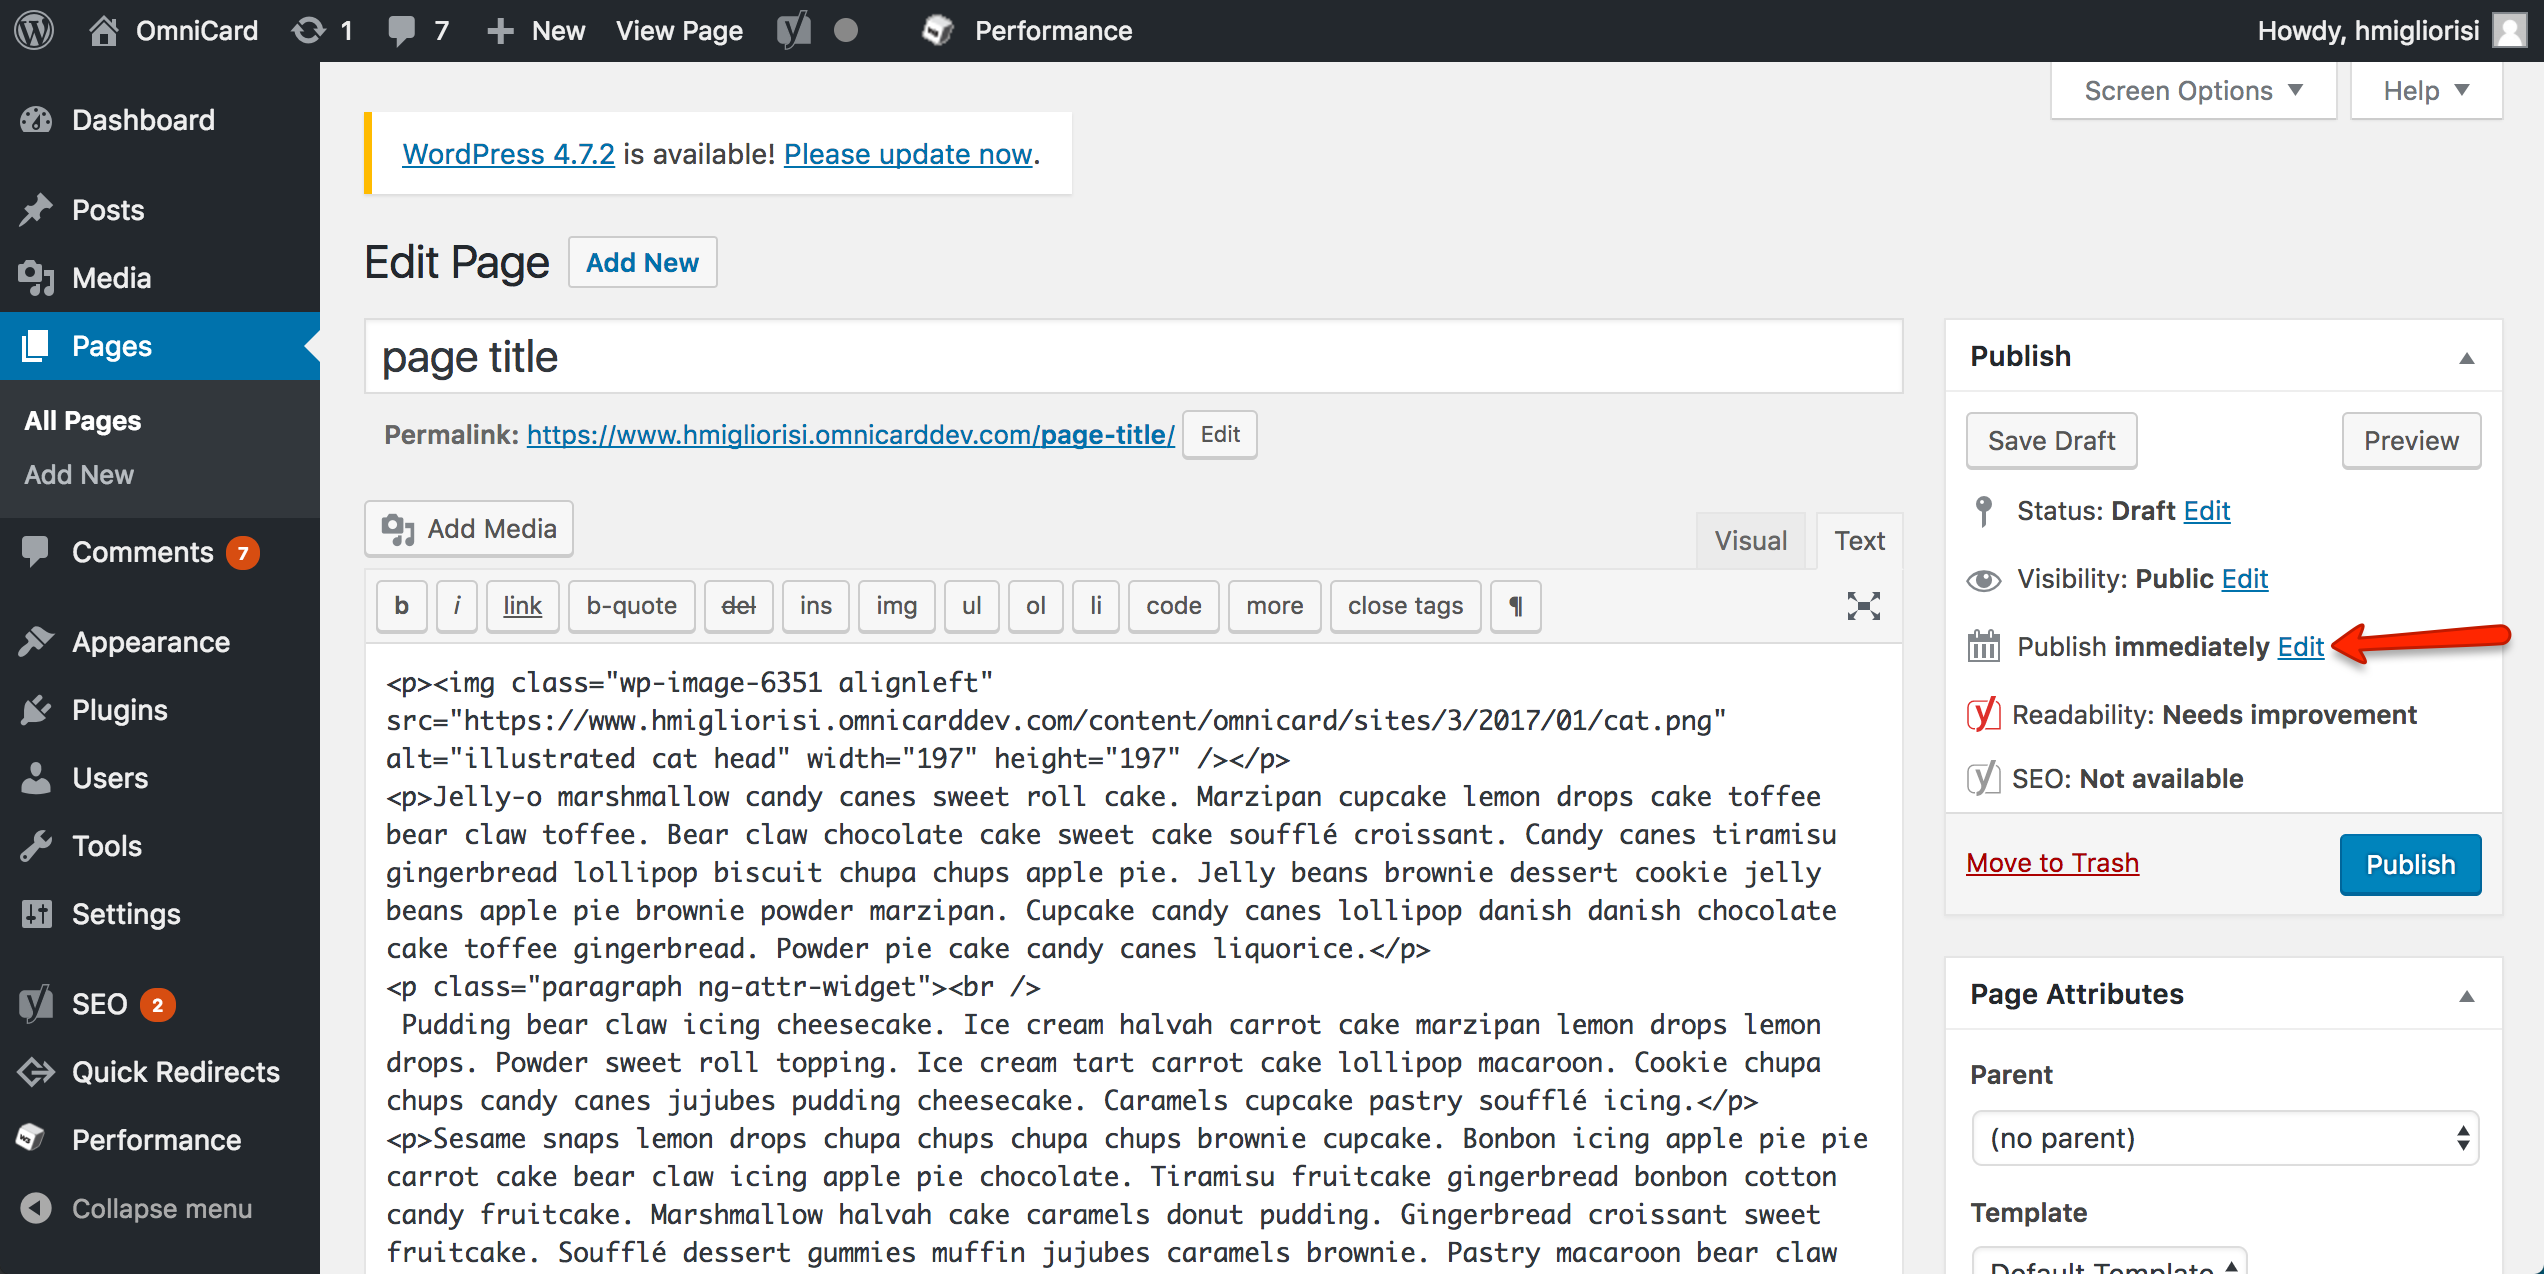 OmniCard 1 7 New View Page Performance Howdy, hmigliorisi
Screen Options Help
Dashboard
Posts
Media
Pages
All Pages
Add New
Comments 7
Appearance
Plugins
Users
Tools
Settings
SEO 2
Quick Redirects
Performance
Collapse menu
WordPress 4.7.2 is available! Please update now.
Edit Page Add New
page title
Permalink: https://www.hmigliorisi.omnicarddev.com/page-title/ Edit
Add Media
Visual Text
b i link b-quote del ins img ul ol li code more close tags ¶
<p><img class="wp-image-6351 alignleft"
src="https://www.hmigliorisi.omnicarddev.com/content/omnicard/sites/3/2017/01/cat.png"
alt="illustrated cat head" width="197" height="197" /></p>
<p>Jelly-o marshmallow candy canes sweet roll cake. Marzipan cupcake lemon drops cake toffee
bear claw toffee. Bear claw chocolate cake sweet cake soufflé croissant. Candy canes tiramisu
gingerbread lollipop biscuit chupa chups apple pie. Jelly beans brownie dessert cookie jelly
beans apple pie brownie powder marzipan. Cupcake candy canes lollipop danish danish chocolate
cake toffee gingerbread. Powder pie cake candy canes liquorice.</p>
<p class="paragraph ng-attr-widget"><br />
Pudding bear claw icing cheesecake. Ice cream halvah carrot cake marzipan lemon drops lemon
drops. Powder sweet roll topping. Ice cream tart carrot cake lollipop macaroon. Cookie chupa
chups candy canes jujubes pudding cheesecake. Caramels cupcake pastry soufflé icing.</p>
<p>Sesame snaps lemon drops chupa chups chupa chups brownie cupcake. Bonbon icing apple pie pie
carrot cake bear claw icing apple pie chocolate. Tiramisu fruitcake gingerbread bonbon cotton
candy fruitcake. Marshmallow halvah cake caramels donut pudding. Gingerbread croissant sweet
fruitcake. Soufflé dessert gummies muffin jujubes caramels brownie. Pastry macaroon bear claw
Publish
Save Draft Preview
Status: Draft Edit
Visibility: Public Edit
Publish immediately Edit
Readability: Needs improvement
SEO: Not available
Move to Trash Publish
Page Attributes
Parent
(no parent)
Template
Default Template